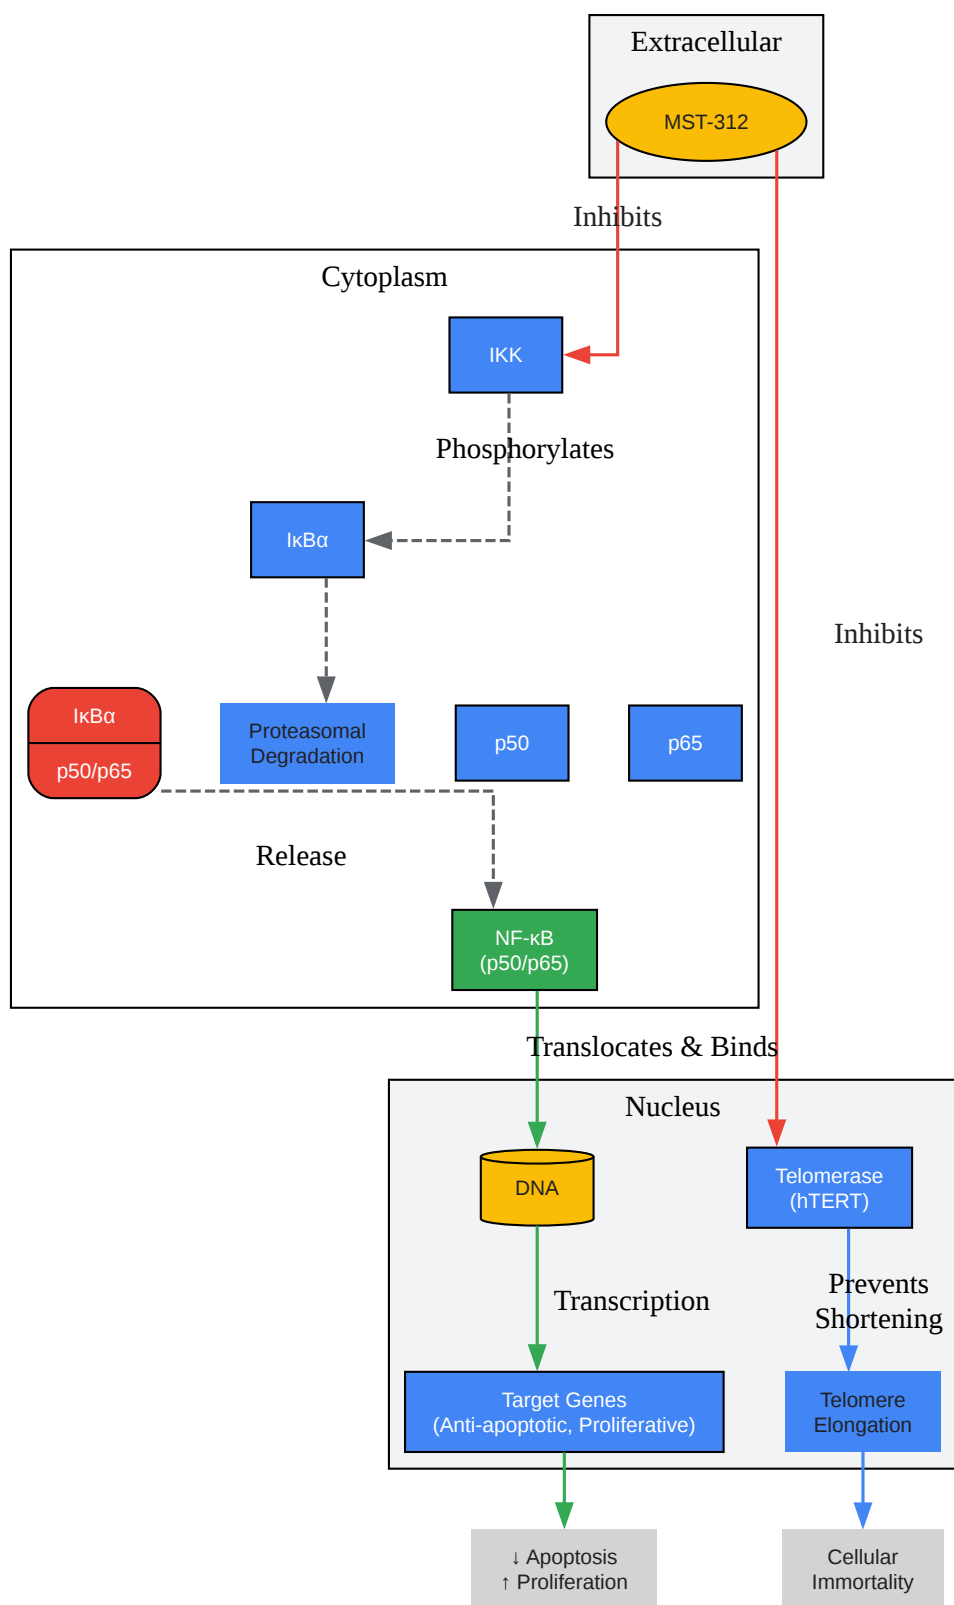 Extracellular
MST-312
Inhibits
Cytoplasm
IKK
Phosphorylates
IκBα
Inhibits
IκBα
p50/p65
Proteasomal
Degradation
p50
p65
Release
NF-κB
(p50/p65)
Translocates & Binds
Nucleus
DNA
Telomerase
(hTERT)
Transcription
Prevents
Shortening
Target Genes
(Anti-apoptotic, Proliferative)
Telomere
Elongation
↓ Apoptosis
↑ Proliferation
Cellular
Immortality